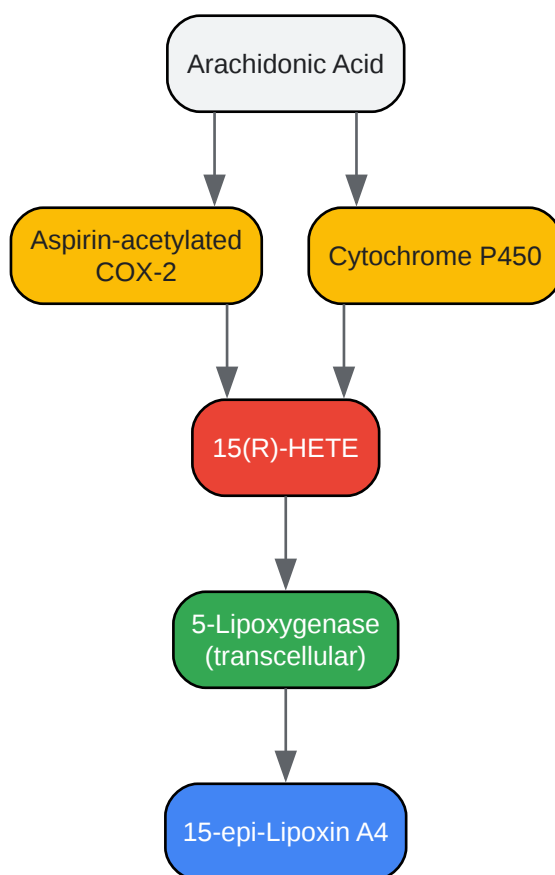 Arachidonic Acid
Aspirin-acetylated
COX-2
Cytochrome P450
15(R)-HETE
5-Lipoxygenase
(transcellular)
15-epi-Lipoxin A4